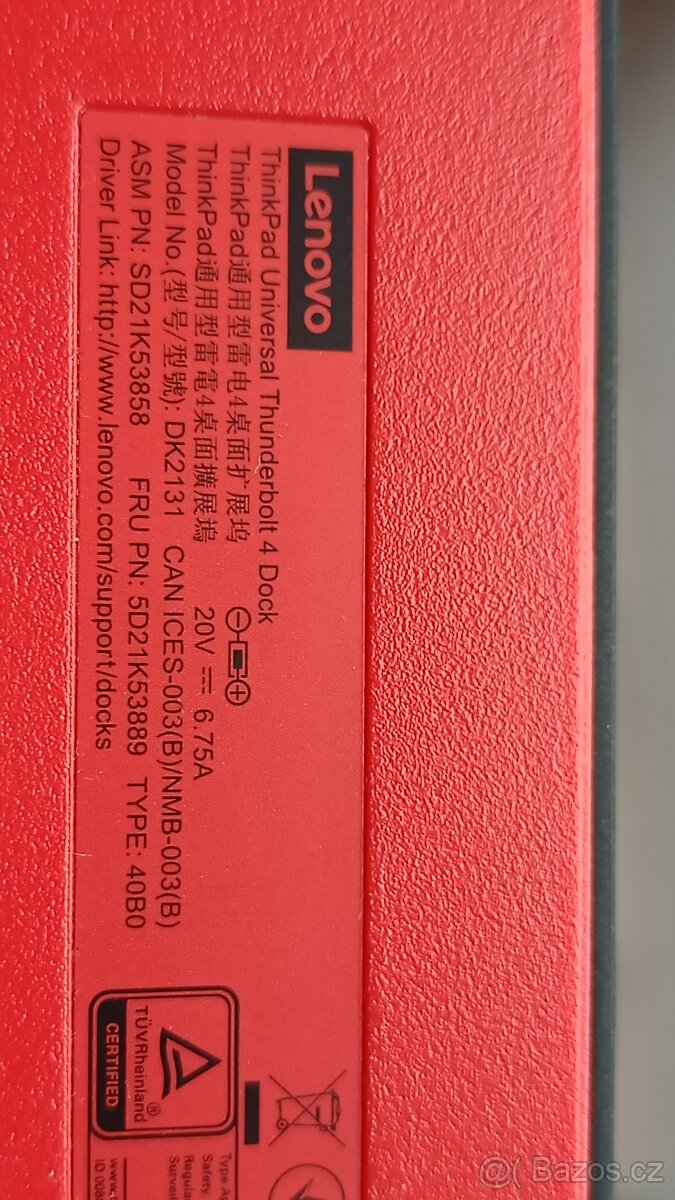 Lenovo
ThinkPad Universal Thunderbolt 4 Dock
ThinkPad通用型雷电4桌面扩展坞
ThinkPad通用型雷電4桌面擴展塢 20V 6.75A
Model No.(型号/型號): DK2131 CAN ICES-003(B)/NMB-003(B)
ASM PN: SD21K53858 FRU PN: 5D21K53889 TYPE: 40B0
Driver Link: http://www.lenovo.com/support/docks
TÜVRheinland®
CERTIFIED
Type
Safety
www
Bazos.cz